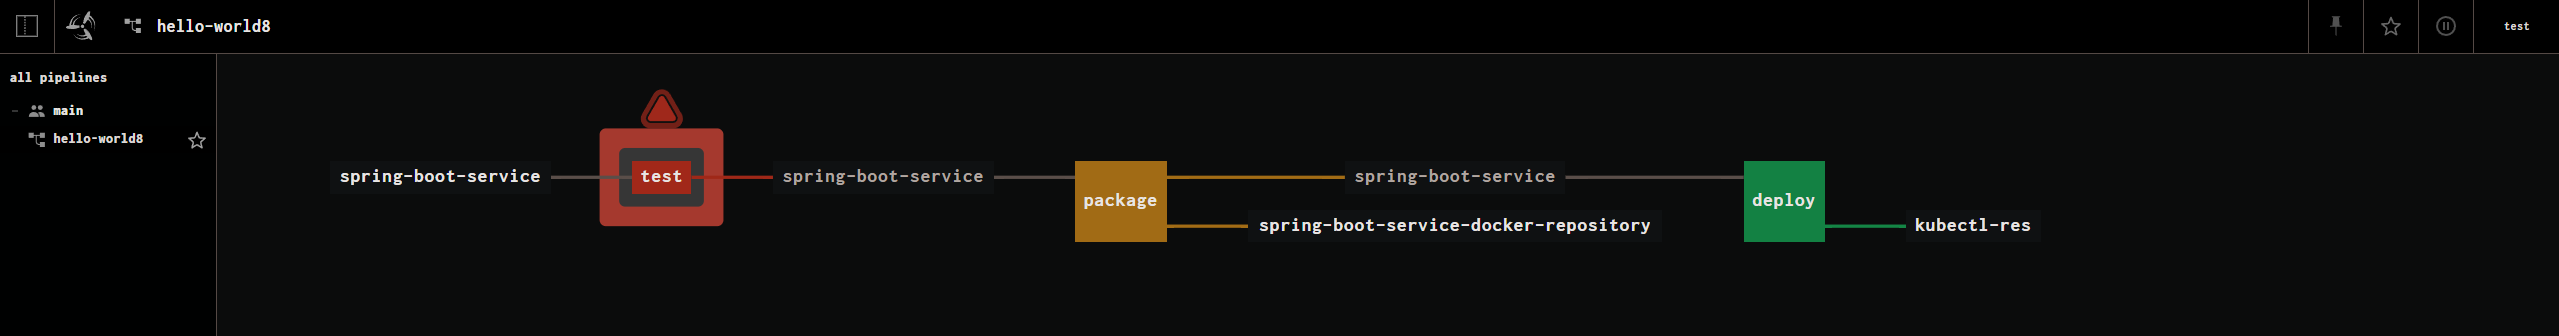 hello-world8
test
all pipelines
main
hello-world8
spring-boot-service
test
spring-boot-service
package
spring-boot-service
spring-boot-service-docker-repository
deploy
kubectl-res